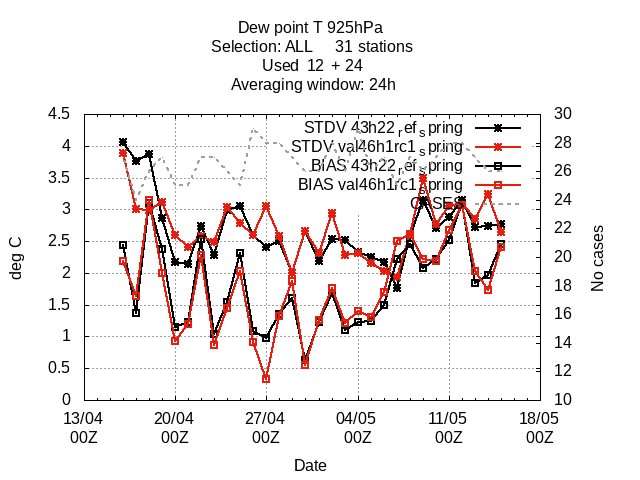 Dew point T 925hPa
Selection: ALL 31 stations
Used 12 + 24
Averaging window: 24h
4.5
4
3.5
3
2.5
2
1.5
1
0.5
0
30
28
26
24
22
20
18
16
14
12
10
STDV 43h22_ref_spring
STDV val46h1rc1_spring
BIAS 43h22_ref_spring
BIAS val46h1rc1_spring
CASES
deg C
No cases
13/04 20/04 27/04 04/05 11/05 18/05
00Z 00Z 00Z 00Z 00Z 00Z
Date